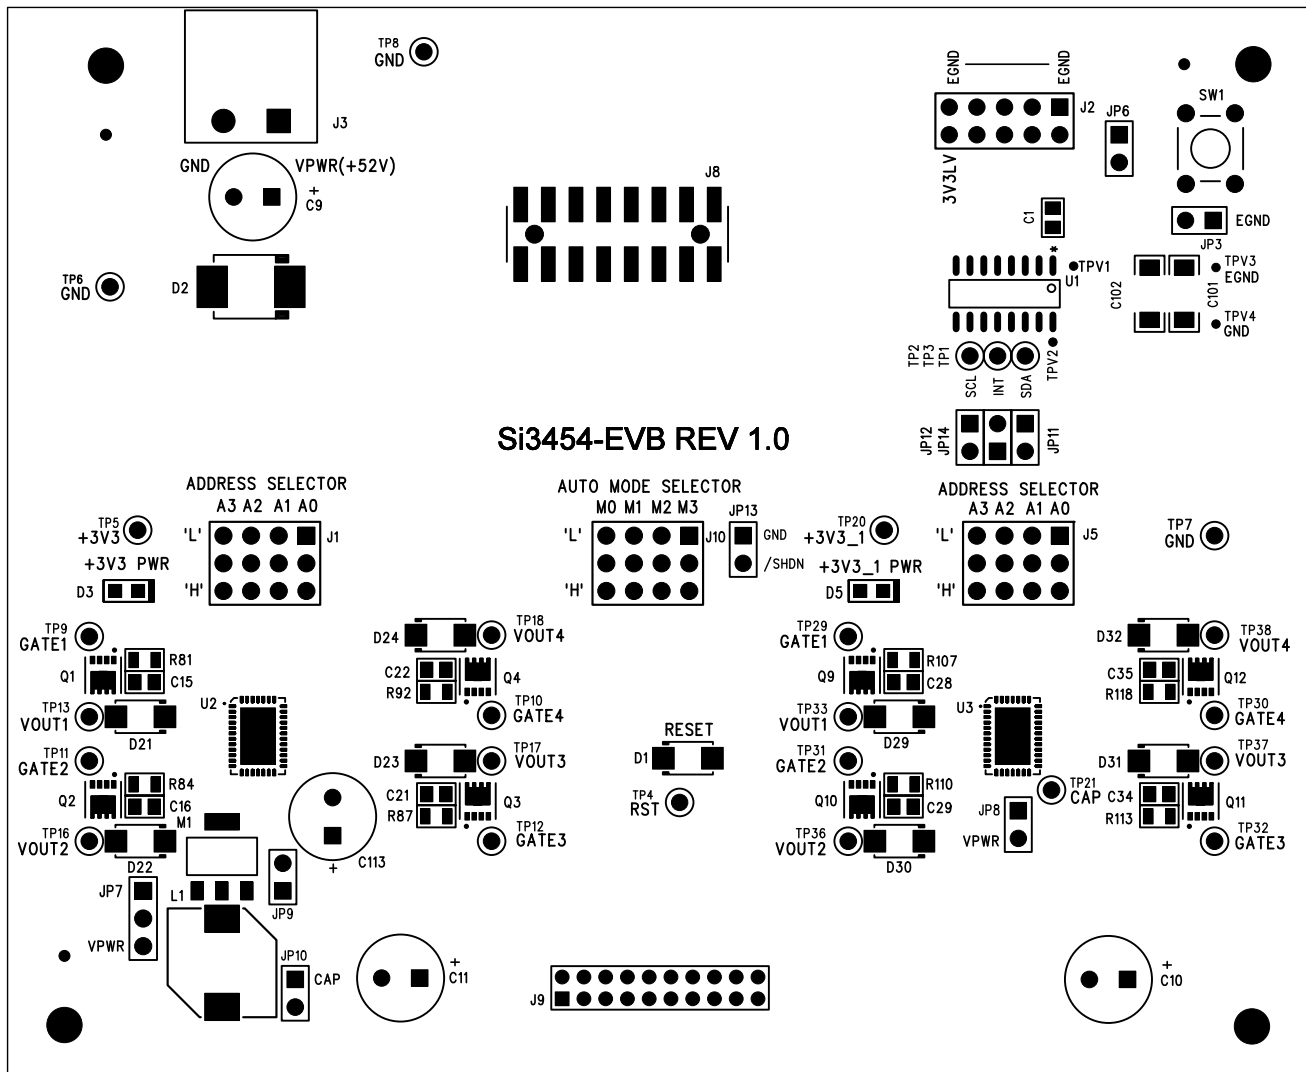 TP8
GND
J3
GND
VPWR(+52V)
+
C9
D2
TP6
GND
J8
EGND
EGND
J2
3V3LV
JP6
SW1
EGND
JP3
C1
*
TPV1
U1
C102
C101
TPV3
EGND
TPV4
GND
TP2
TP3
TP1
SCL
INT
SDA
TPV2
JP12
JP14
JP11
Si3454-EVB REV 1.0
ADDRESS SELECTOR
A3 A2 A1 A0
'L'
J1
'H'
TP5
+3V3
+3V3 PWR
D3
AUTO MODE SELECTOR
M0 M1 M2 M3
'L'
J10
'H'
JP13
GND
/SHDN
TP20
+3V3_1
+3V3_1 PWR
D5
ADDRESS SELECTOR
A3 A2 A1 A0
'L'
J5
'H'
TP7
GND
TP9
GATE1
Q1
R81
C15
TP13
VOUT1
D21
U2
TP11
GATE2
Q2
R84
C16
TP16
VOUT2
D22
M1
D24
TP18
VOUT4
C22
R92
Q4
TP10
GATE4
D23
TP17
VOUT3
C21
R87
Q3
TP12
GATE3
C113
+
RESET
D1
TP4
RST
TP29
GATE1
Q9
R107
C28
TP33
VOUT1
D29
U3
TP31
GATE2
Q10
R110
C29
TP36
VOUT2
D30
TP21
CAP
JP8
VPWR
D32
TP38
VOUT4
C35
R118
Q12
TP30
GATE4
D31
TP37
VOUT3
C34
R113
Q11
TP32
GATE3
JP7
VPWR
L1
JP9
JP10
CAP
+
C11
J9
+
C10